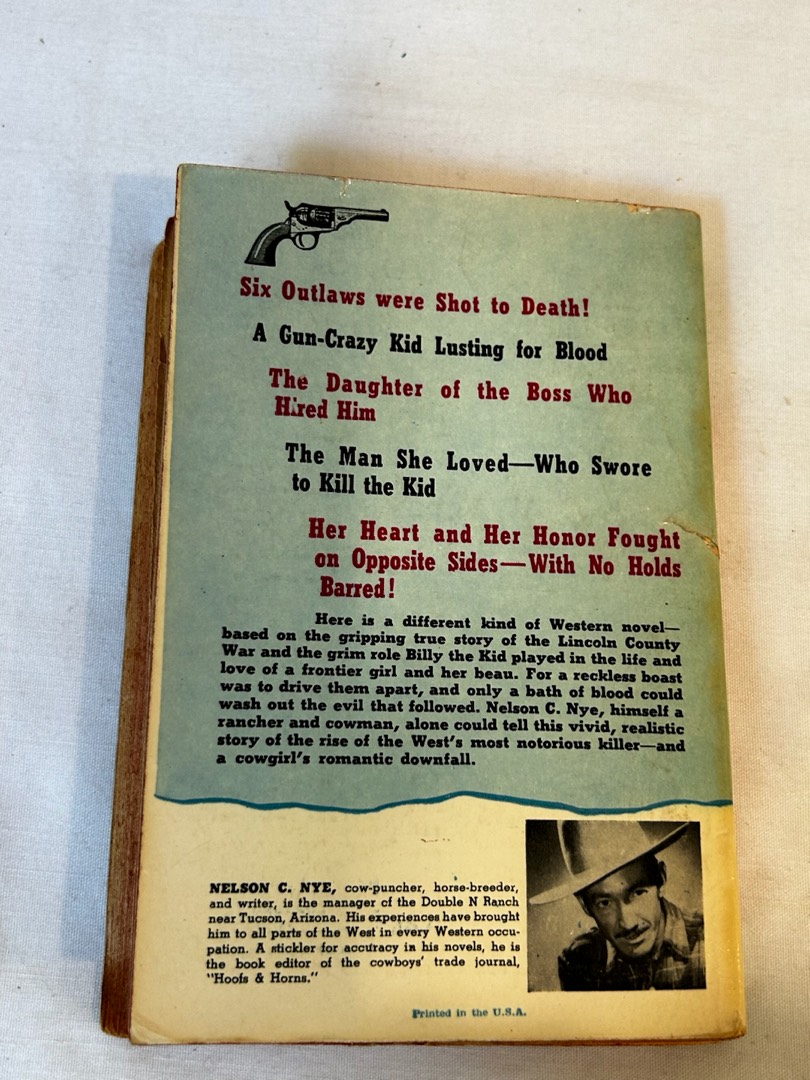 Six Outlaws were Shot to Death!
A Gun-Crazy Kid Lusting for Blood
The Daughter of the Boss Who
Hired Him
The Man She Loved—Who Swore
to Kill the Kid
Her Heart and Her Honor Fought
on Opposite Sides—With No Holds
Barred!
Here is a different kind of Western novel—
based on the gripping true story of the Lincoln County
War and the grim role Billy the Kid played in the life and
love of a frontier girl and her beau. For a reckless boast
was to drive them apart, and only a bath of blood could
wash out the evil that followed. Nelson C. Nye, himself a
rancher and cowman, alone could tell this vivid, realistic
story of the rise of the West's most notorious killer—and
a cowgirl's romantic downfall.
NELSON C. NYE, cow-puncher, horse-breeder,
and writer, is the manager of the Double N Ranch
near Tucson, Arizona. His experiences have brought
him to all parts of the West in every Western occu-
pation. A stickler for accuracy in his novels, he is
the book editor of the cowboys' trade journal,
"Hoofs & Horns."
Printed in the U.S.A.